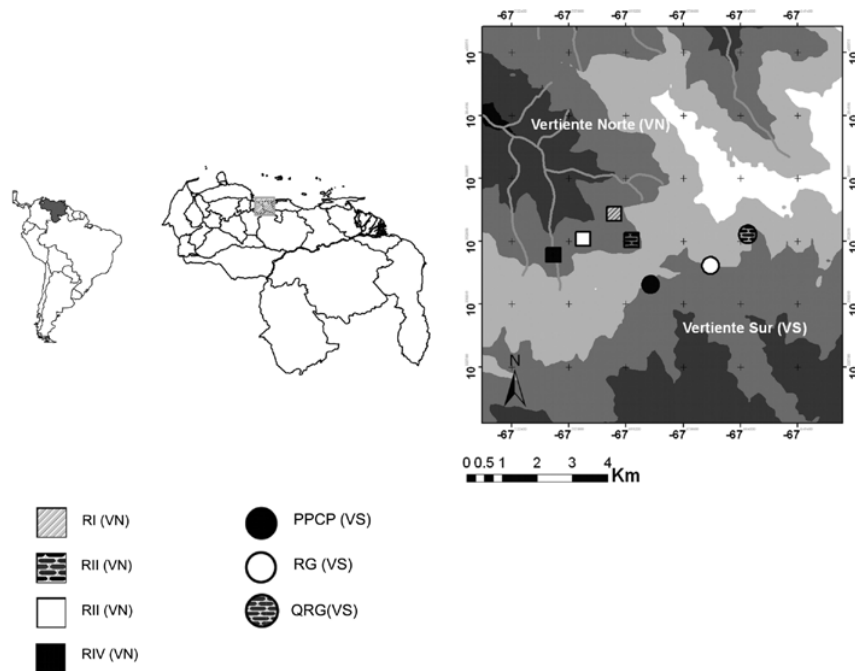 -67 -67 -67 -67 -67 -67
10 10
10 10
Vertiente Norte (VN)
10 10
10 10
10 10
Vertiente Sur (VS)
10 10
N
-67 -67 -67 -67 -67 -67
0 0.5 1 2 3 4
Km
RI (VN)
RII (VN)
RII (VN)
RIV (VN)
PPCP (VS)
RG (VS)
QRG(VS)